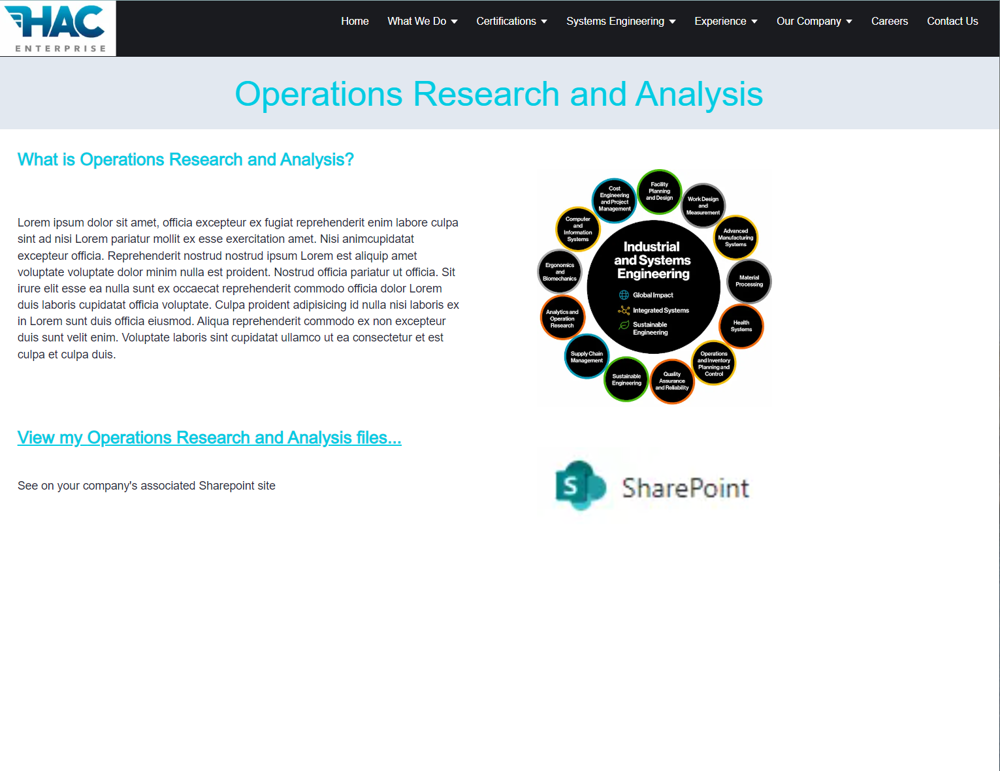 HAC
ENTERPRISE
Home What We Do Certifications Systems Engineering Experience Our Company Careers Contact Us
Operations Research and Analysis
What is Operations Research and Analysis?
Lorem ipsum dolor sit amet, officia excepteur ex fugiat reprehenderit enim labore culpa
sint ad nisi Lorem pariatur mollit ex esse exercitation amet. Nisi animcupidatat
excepteur officia. Reprehenderit nostrud nostrud ipsum Lorem est aliquip amet
voluptate voluptate dolor minim nulla est proident. Nostrud officia pariatur ut officia. Sit
irure elit esse ea nulla sunt ex occaecat reprehenderit commodo officia dolor Lorem
duis laboris cupidatat officia voluptate. Culpa proident adipisicing id nulla nisi laboris ex
in Lorem sunt duis officia eiusmod. Aliqua reprehenderit commodo ex non excepteur
duis sunt velit enim. Voluptate laboris sint cupidatat ullamco ut ea consectetur et est
culpa et culpa duis.
Industrial
and Systems
Engineering
Global Impact
Integrated Systems
Sustainable
Engineering
Facility
Planning
and Design
Work Design
and
Measurement
Advanced
Manufacturing
Systems
Material
Processing
Health
Systems
Operations
and Inventory
Planning and
Control
Quality
Assurance
and Reliability
Sustainable
Engineering
Supply Chain
Management
Analytics and
Operation
Research
Ergonomics
and
Biomechanics
Computer
and
Information
Systems
Cost
Engineering
and Project
Management
View my Operations Research and Analysis files...
See on your company's associated Sharepoint site
S SharePoint